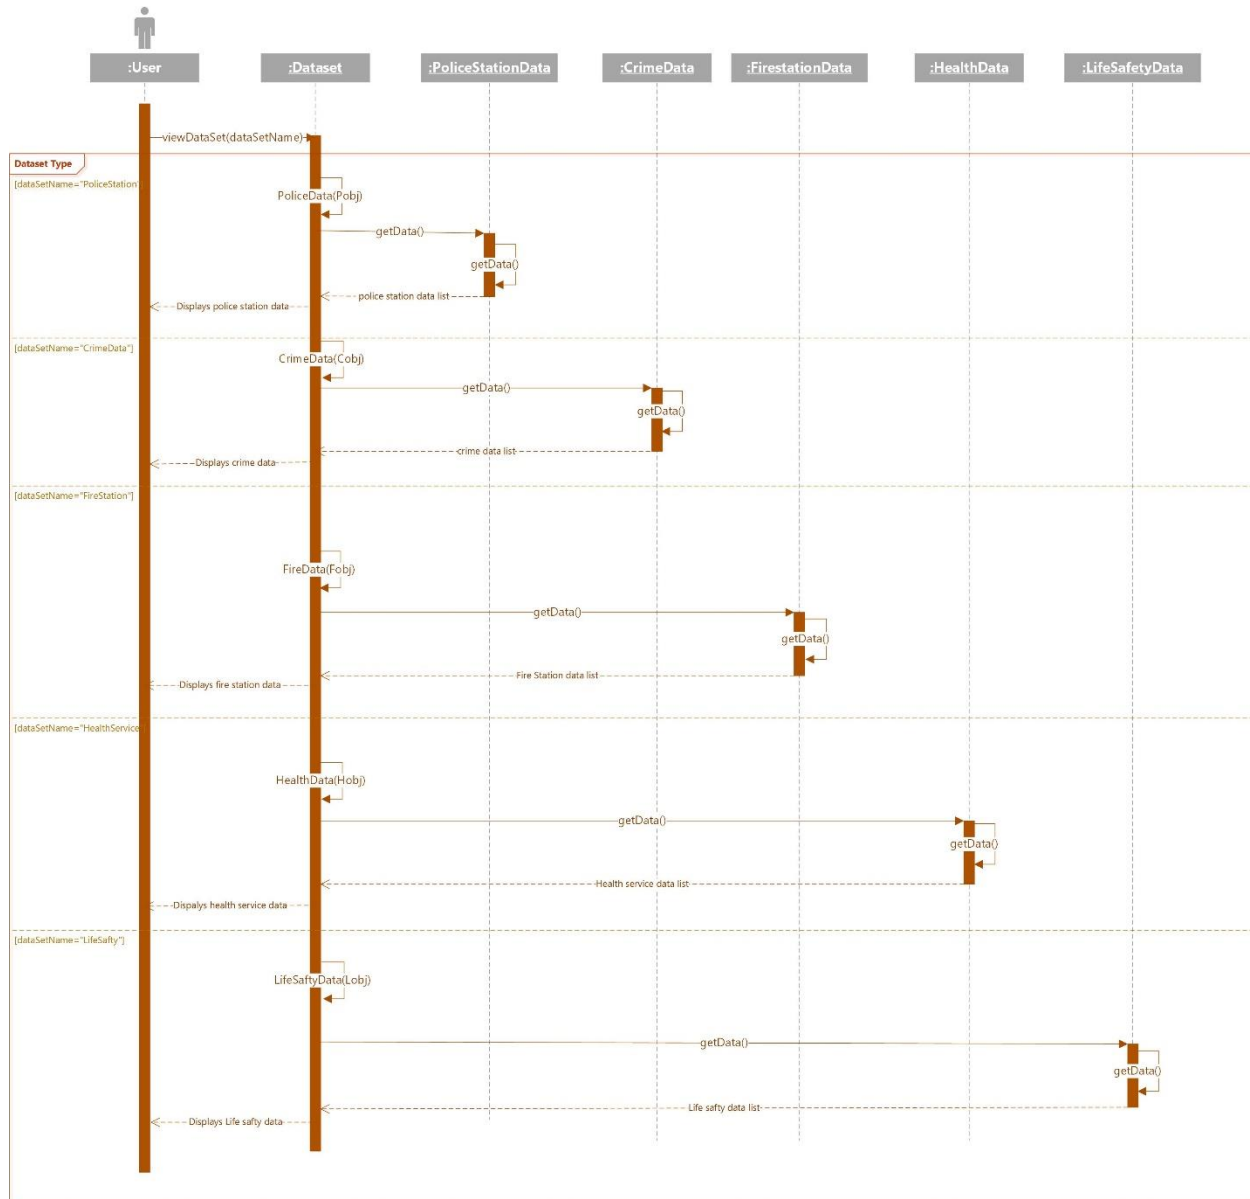 :User
:Dataset
:PoliceStationData
:CrimeData
:FirestationData
:HealthData
:LifeSafetyData
viewDataSet(dataSetName)
Dataset Type
[dataSetName="PoliceStation"]
PoliceData(Pobj)
getData()
getData()
police station data list
Displays police station data
[dataSetName="CrimeData"]
CrimeData(Cobj)
getData()
getData()
crime data list
Displays crime data
[dataSetName="FireStation"]
FireData(Fobj)
getData()
getData()
Fire Station data list
Displays fire station data
[dataSetName="HealthService"]
HealthData(Hobj)
getData()
getData()
Health service data list
Dispalys health service data
[dataSetName="LifeSafty"]
LifeSaftyData(Lobj)
getData()
getData()
Life safty data list
Displays Life safty data